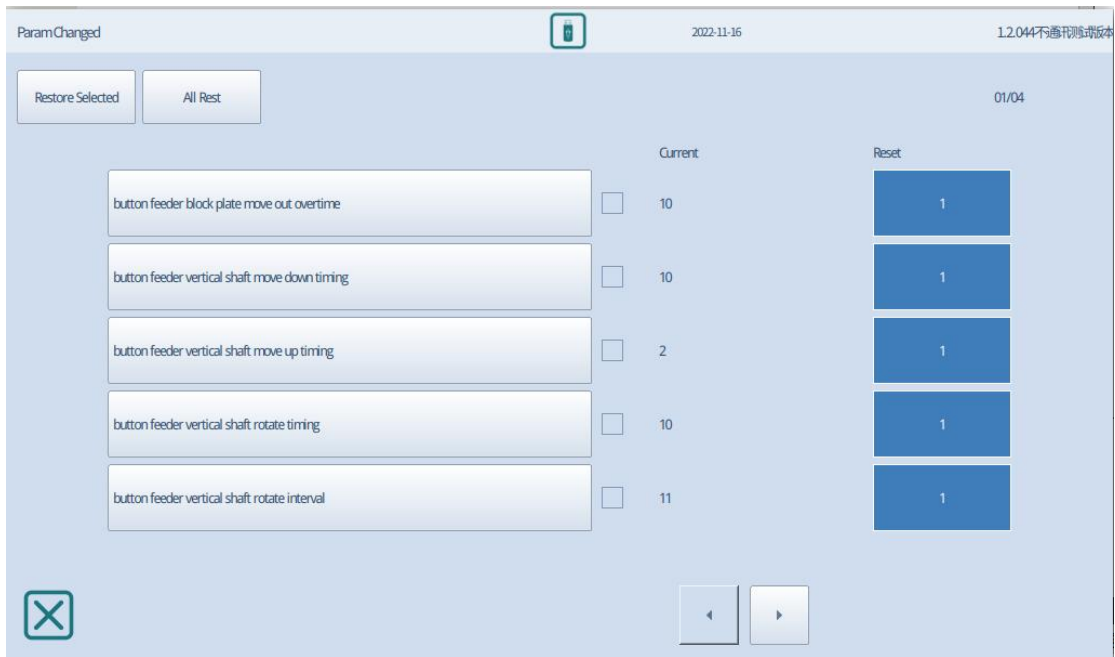 Param Changed 2022-11-16 1.2.044不通讯测试版本
Restore Selected All Rest 01/04
Current Reset
button feeder block plate move out overtime 10 1
button feeder vertical shaft move down timing 10 1
button feeder vertical shaft move up timing 2 1
button feeder vertical shaft rotate timing 10 1
button feeder vertical shaft rotate interval 11 1